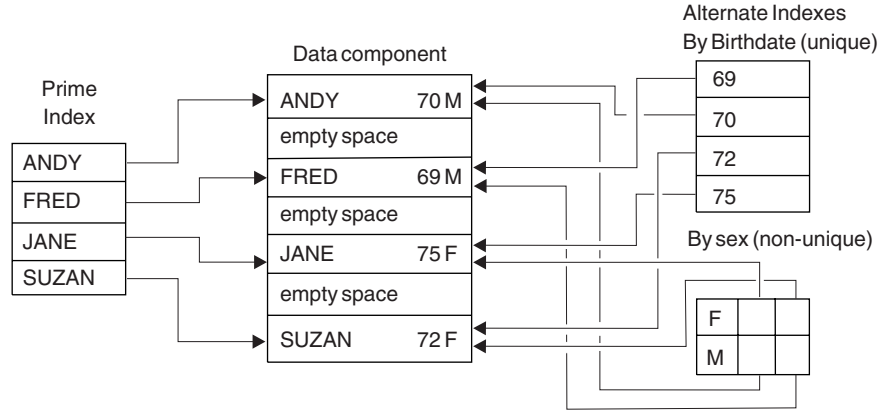 Alternate Indexes
By Birthdate (unique)
69
70
72
75
Data component
ANDY 70 M
empty space
FRED 69 M
empty space
JANE 75 F
empty space
SUZAN 72 F
Prime
Index
ANDY
FRED
JANE
SUZAN
By sex (non-unique)
F
M